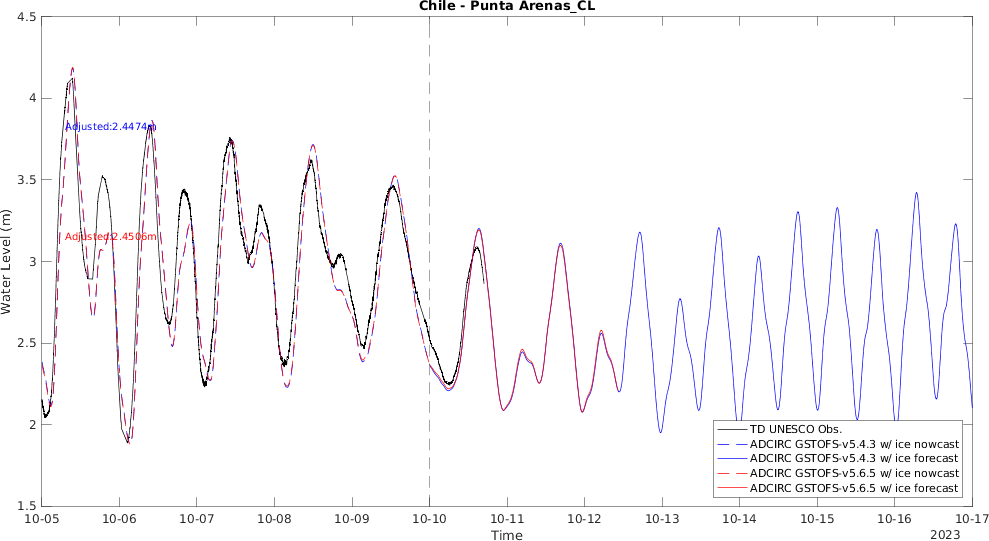 Chile - Punta Arenas_CL
4.5
4
3.5
3
2.5
2
1.5
Water Level (m)
Adjusted:2.4474m
Adjusted:2.4506m
TD UNESCO Obs.
ADCIRC GSTOFS-v5.4.3 w/ ice nowcast
ADCIRC GSTOFS-v5.4.3 w/ ice forecast
ADCIRC GSTOFS-v5.6.5 w/ ice nowcast
ADCIRC GSTOFS-v5.6.5 w/ ice forecast
10-05 10-06 10-07 10-08 10-09 10-10 10-11 10-12 10-13 10-14 10-15 10-16 10-17
Time
2023